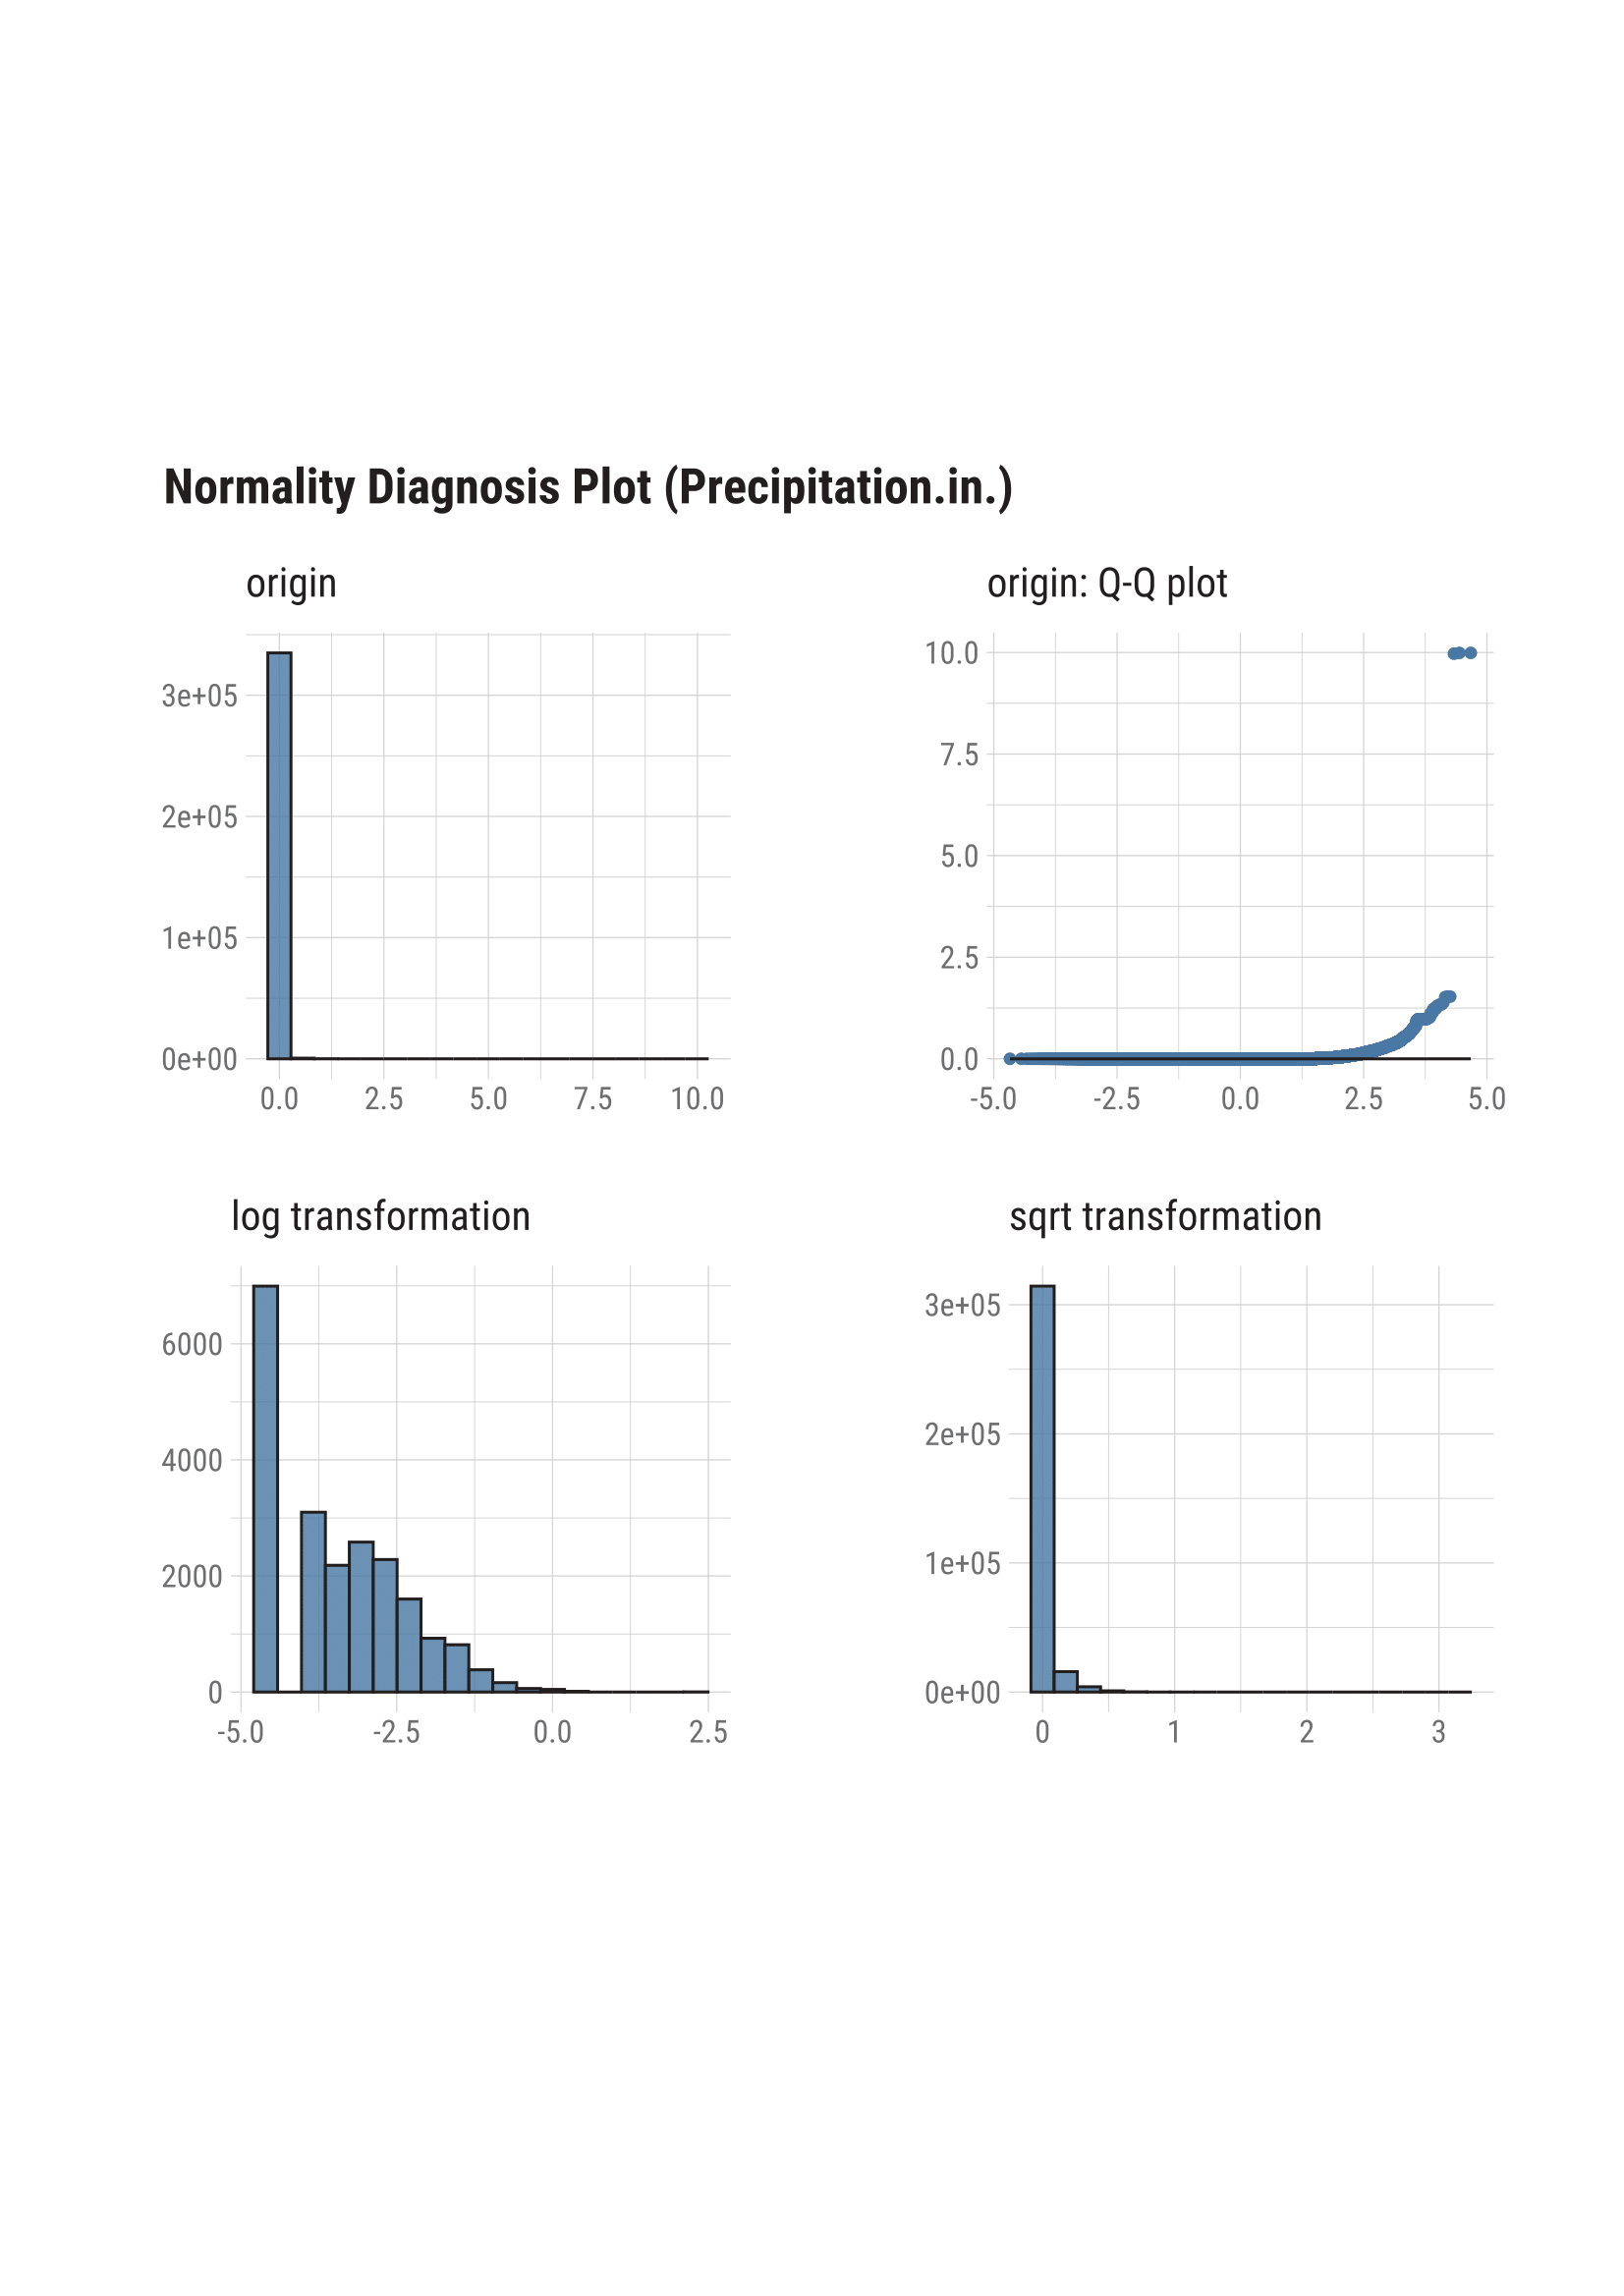 Normality Diagnosis Plot (Precipitation.in.)
origin
3e+05
2e+05
1e+05
0e+00
0.0 2.5 5.0 7.5 10.0
origin: Q-Q plot
10.0
7.5
5.0
2.5
0.0
-5.0 -2.5 0.0 2.5 5.0
log transformation
6000
4000
2000
0
-5.0 -2.5 0.0 2.5
sqrt transformation
3e+05
2e+05
1e+05
0e+00
0 1 2 3